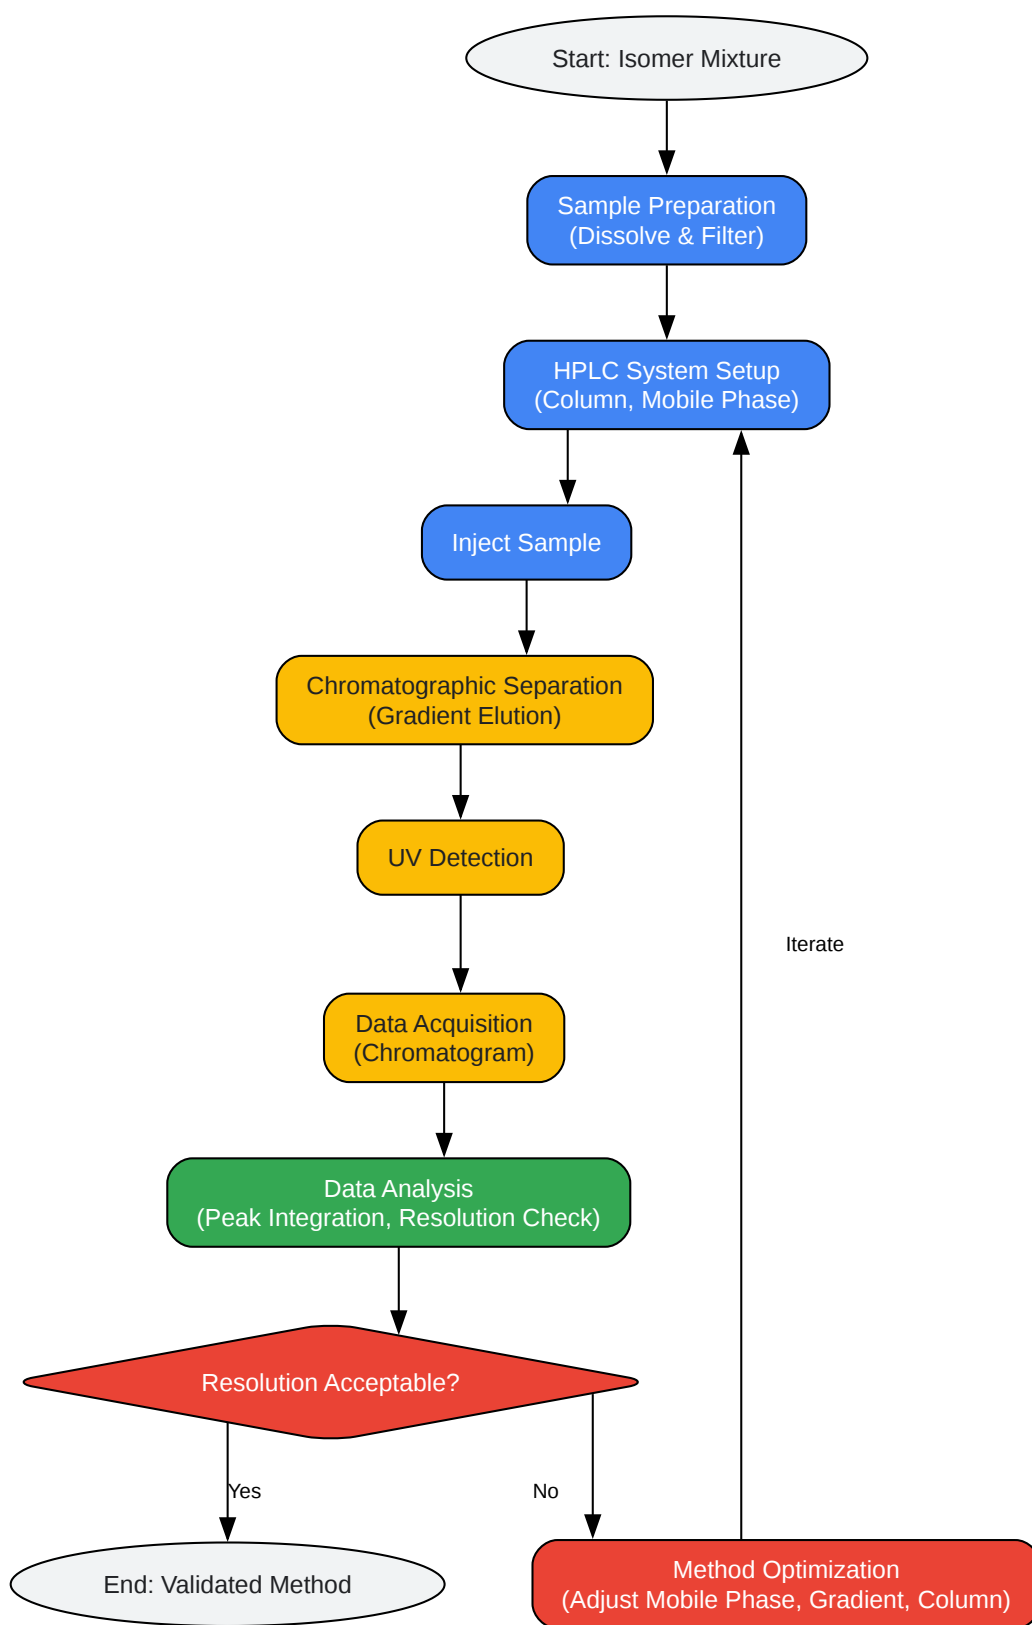 Start: Isomer Mixture
Sample Preparation
(Dissolve & Filter)
HPLC System Setup
(Column, Mobile Phase)
Inject Sample
Chromatographic Separation
(Gradient Elution)
UV Detection
Iterate
Data Acquisition
(Chromatogram)
Data Analysis
(Peak Integration, Resolution Check)
Resolution Acceptable?
Yes
No
End: Validated Method
Method Optimization
(Adjust Mobile Phase, Gradient, Column)